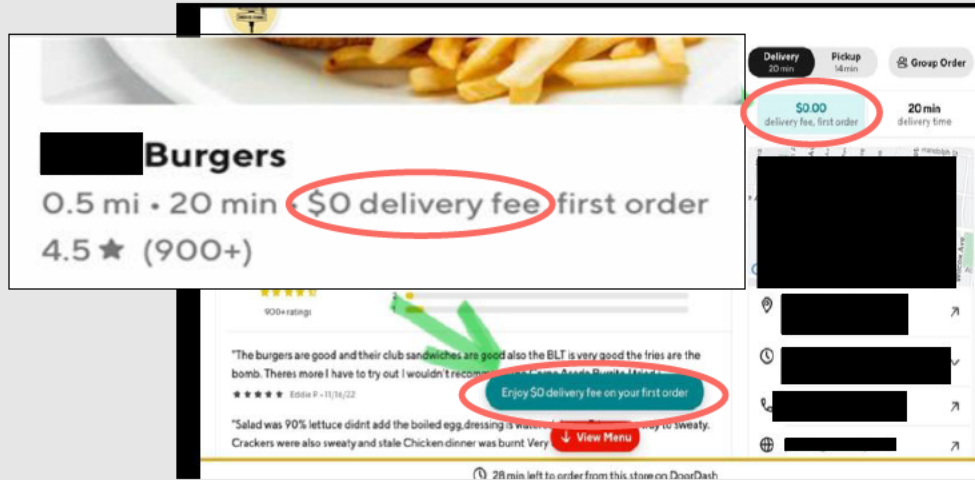 Burgers
0.5 mi • 20 min • $0 delivery fee first order
4.5 ★ (900+)
Delivery
20 min
Pickup
14 min
Group Order
$0.00
delivery fee, first order
20 min
delivery time
900+ ratings
"The burgers are good and their club sandwiches are good also the BLT is very good the fries are the
bomb. Theres more I have to try out I wouldn't
★★★★★ Eddie P • 11/16/22
Enjoy $0 delivery fee on your first order
"Salad was 90% lettuce didnt add the boiled egg,dressing is to sweaty.
Crackers were also sweaty and stale Chicken dinner was burnt Very
View Menu
28 min left to order from this store on DoorDash